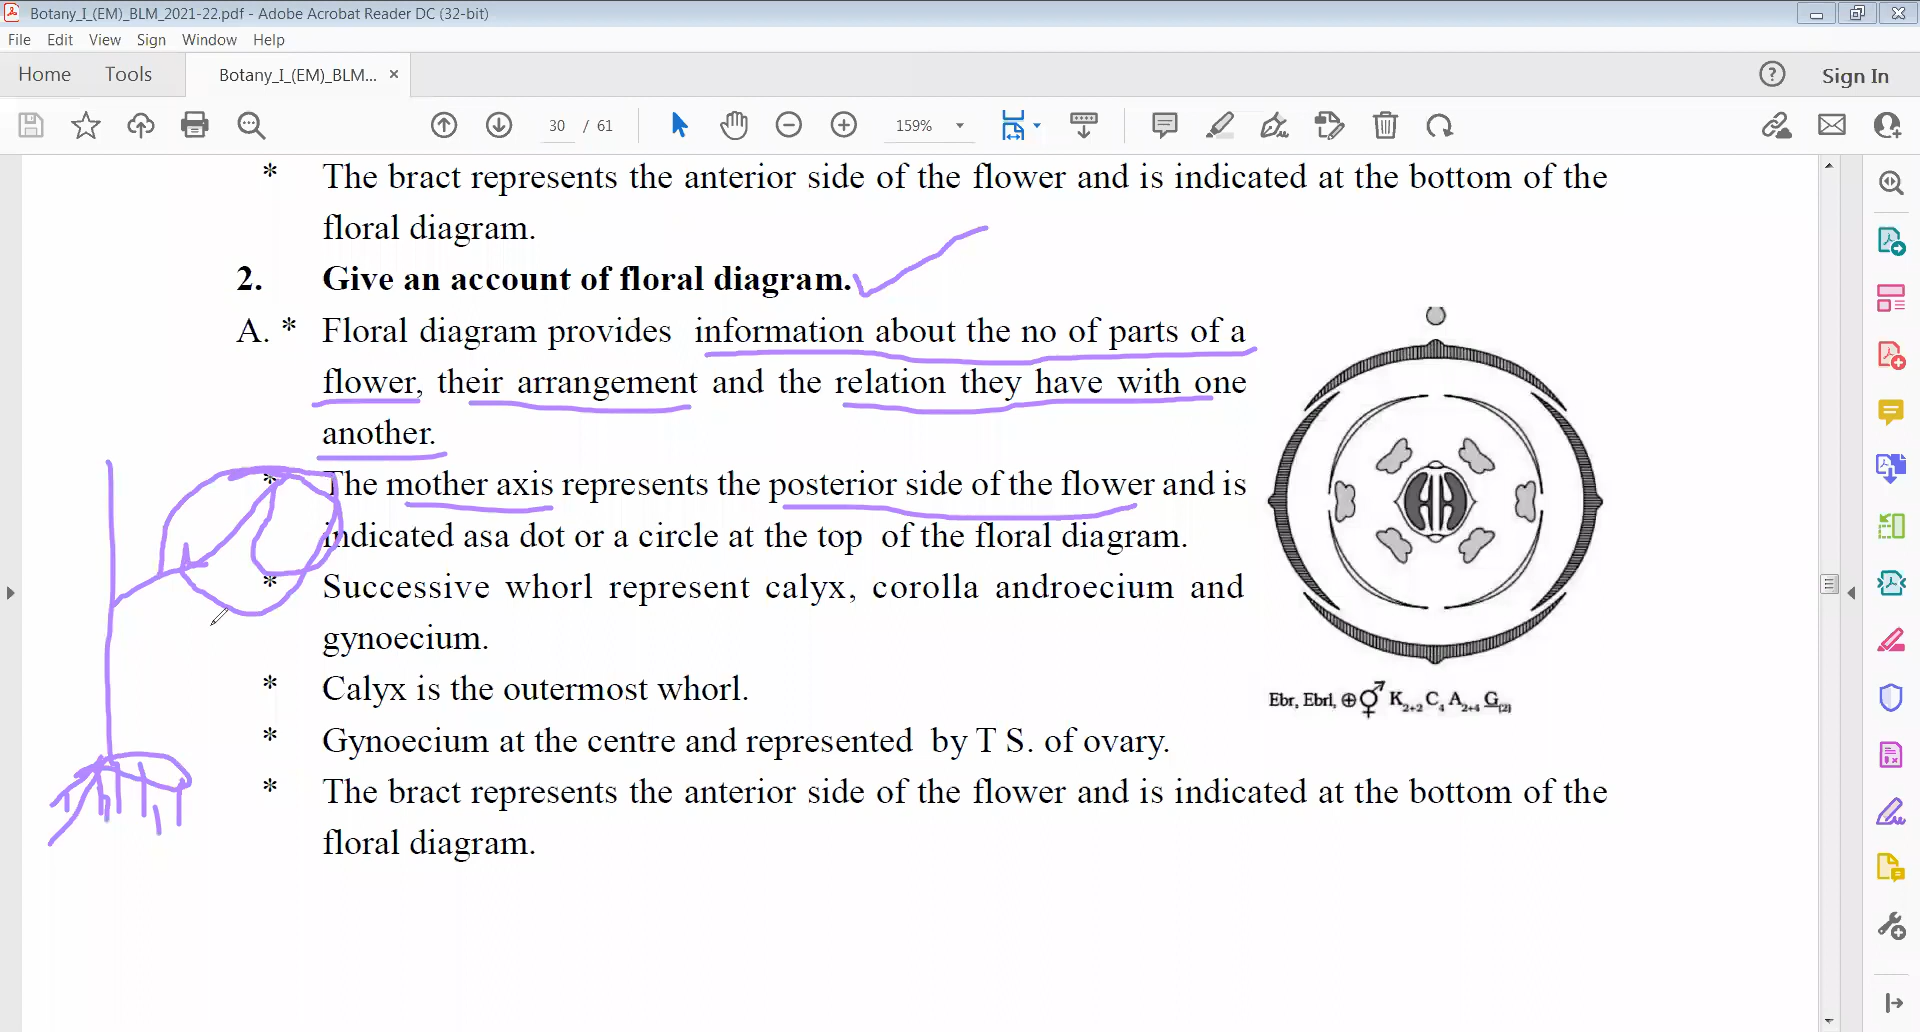 Botany_I_(EM)_BLM_2021-22.pdf - Adobe Acrobat Reader DC (32-bit)
File Edit View Sign Window Help
Home Tools Botany_I_(EM)_BLM... × Sign In
30 / 61 159%
* The bract represents the anterior side of the flower and is indicated at the bottom of the
floral diagram.
2. Give an account of floral diagram.
A. * Floral diagram provides information about the no of parts of a
flower, their arrangement and the relation they have with one
another.
* The mother axis represents the posterior side of the flower and is
indicated asa dot or a circle at the top of the floral diagram.
* Successive whorl represent calyx, corolla androecium and
gynoecium.
* Calyx is the outermost whorl.
Ebr, Ebrl, ⊕ ⚥ K2+2 C4 A2+4 G(2)
* Gynoecium at the centre and represented by T S. of ovary.
* The bract represents the anterior side of the flower and is indicated at the bottom of the
floral diagram.